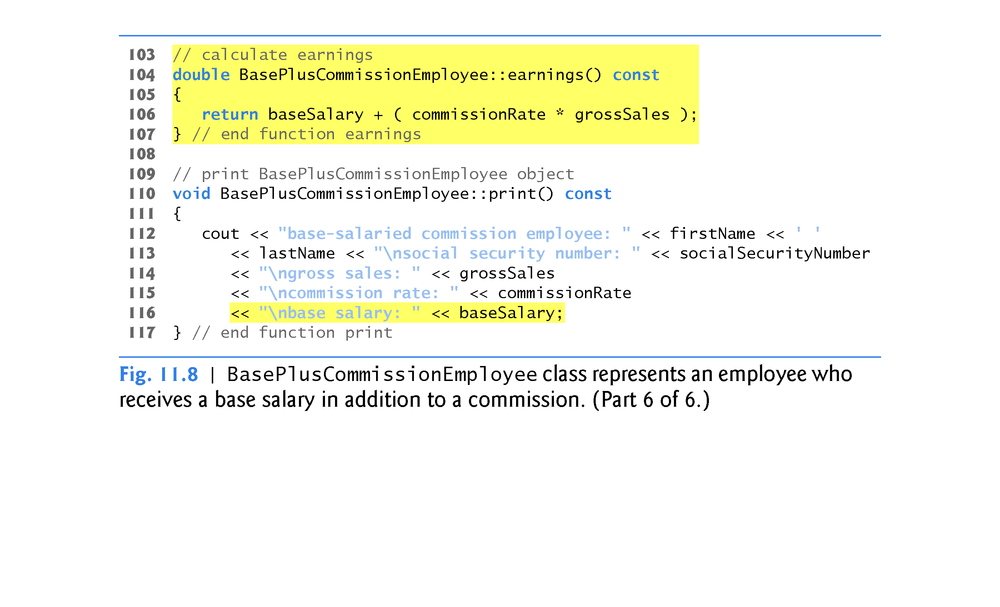 103 // calculate earnings
104 double BasePlusCommissionEmployee::earnings() const
105 {
106    return baseSalary + ( commissionRate * grossSales );
107 } // end function earnings
108
109 // print BasePlusCommissionEmployee object
110 void BasePlusCommissionEmployee::print() const
111 {
112    cout << "base-salaried commission employee: " << firstName << ' '
113       << lastName << "\nsocial security number: " << socialSecurityNumber
114       << "\ngross sales: " << grossSales
115       << "\ncommission rate: " << commissionRate
116       << "\nbase salary: " << baseSalary;
117 } // end function print
Fig. 11.8 | BasePlusCommissionEmployee class represents an employee who
receives a base salary in addition to a commission. (Part 6 of 6.)